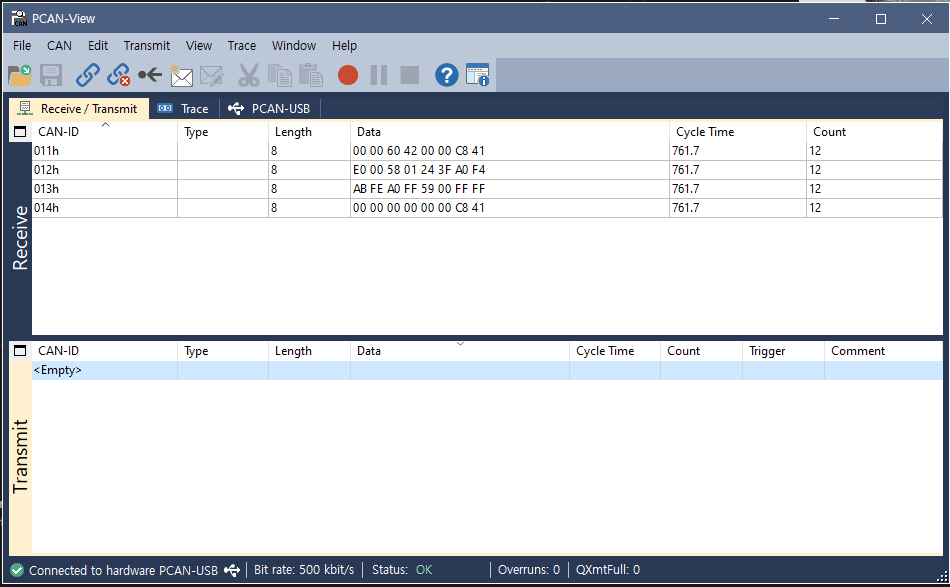 PCAN-View
File CAN Edit Transmit View Trace Window Help
Receive / Transmit Trace PCAN-USB
CAN-ID Type Length Data Cycle Time Count
011h 8 00 00 60 42 00 00 C8 41 761.7 12
012h 8 E0 00 58 01 24 3F A0 F4 761.7 12
013h 8 AB FE A0 FF 59 00 FF FF 761.7 12
014h 8 00 00 00 00 00 00 C8 41 761.7 12
Receive
CAN-ID Type Length Data Cycle Time Count Trigger Comment
<Empty>
Transmit
Connected to hardware PCAN-USB Bit rate: 500 kbit/s Status: OK Overruns: 0 QXmtFull: 0